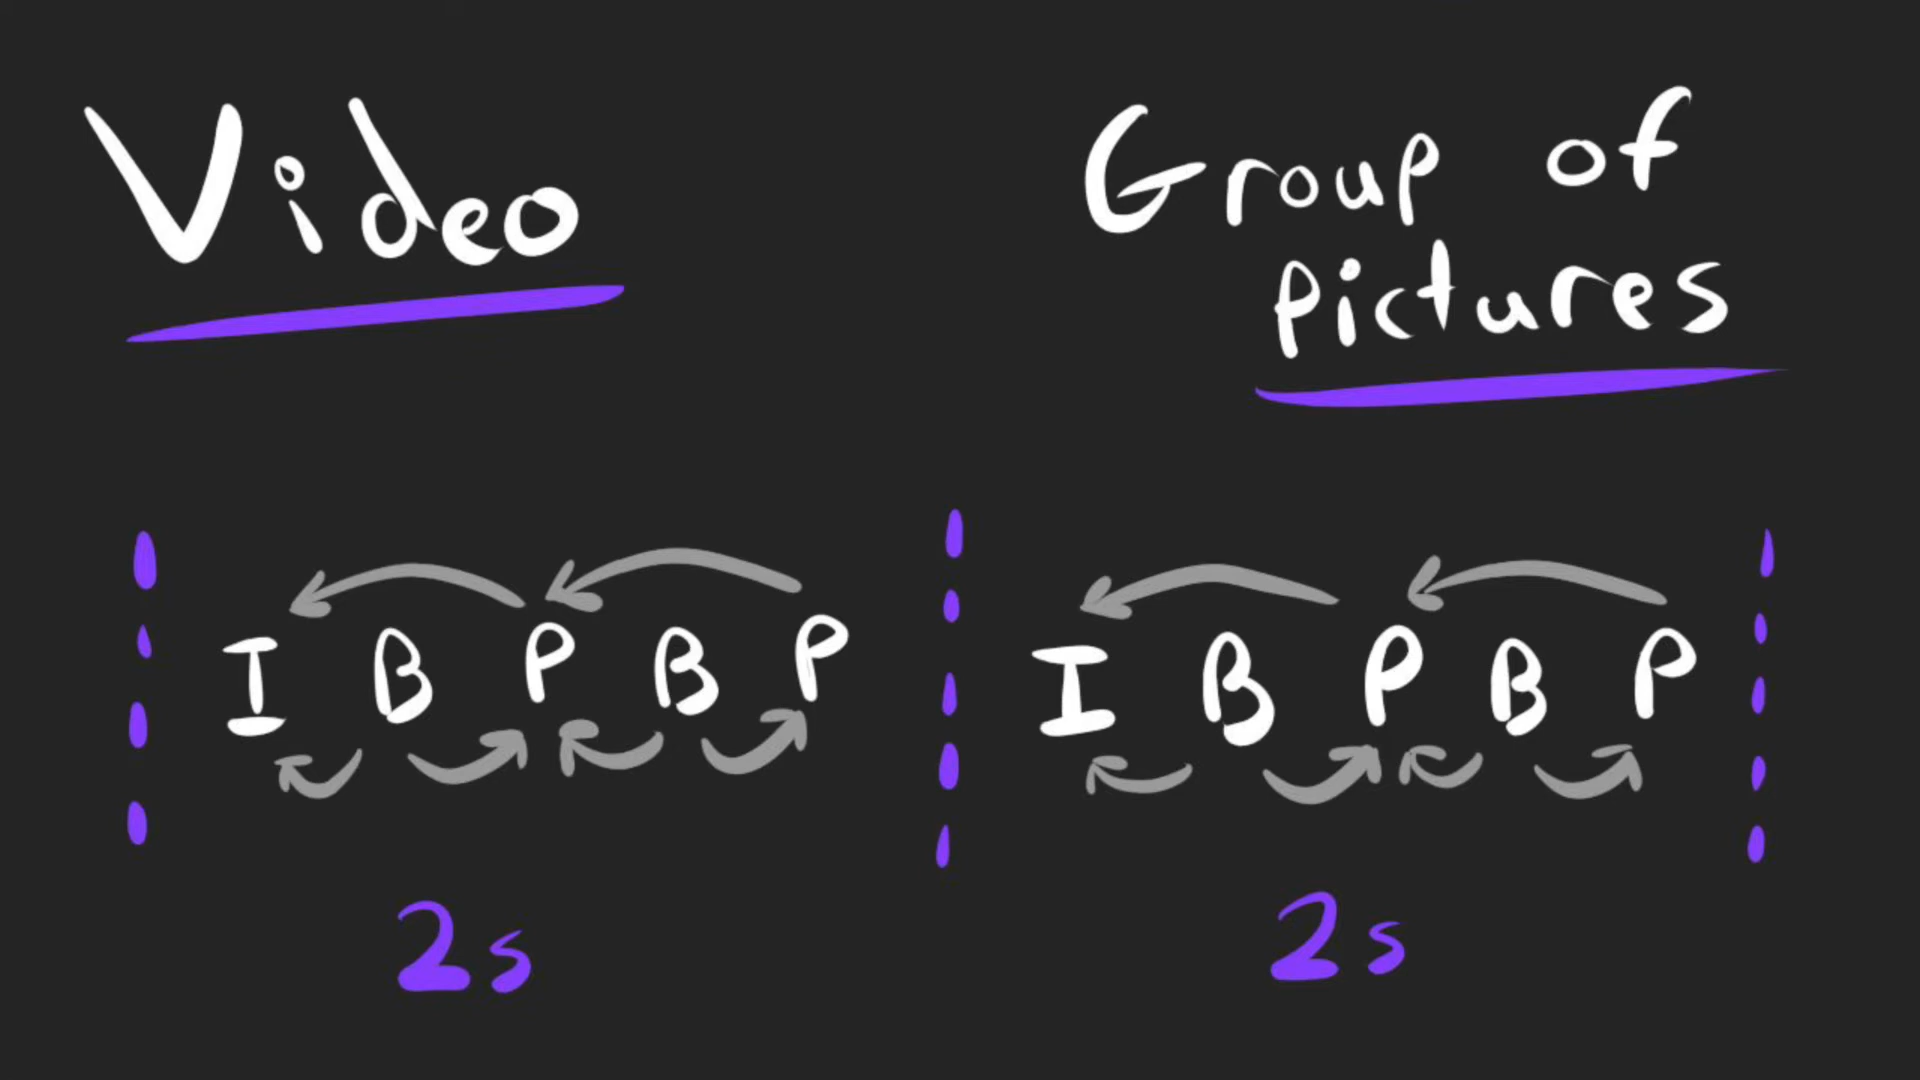 Video
Group of
pictures
I B P B P
I B P B P
2s
2s